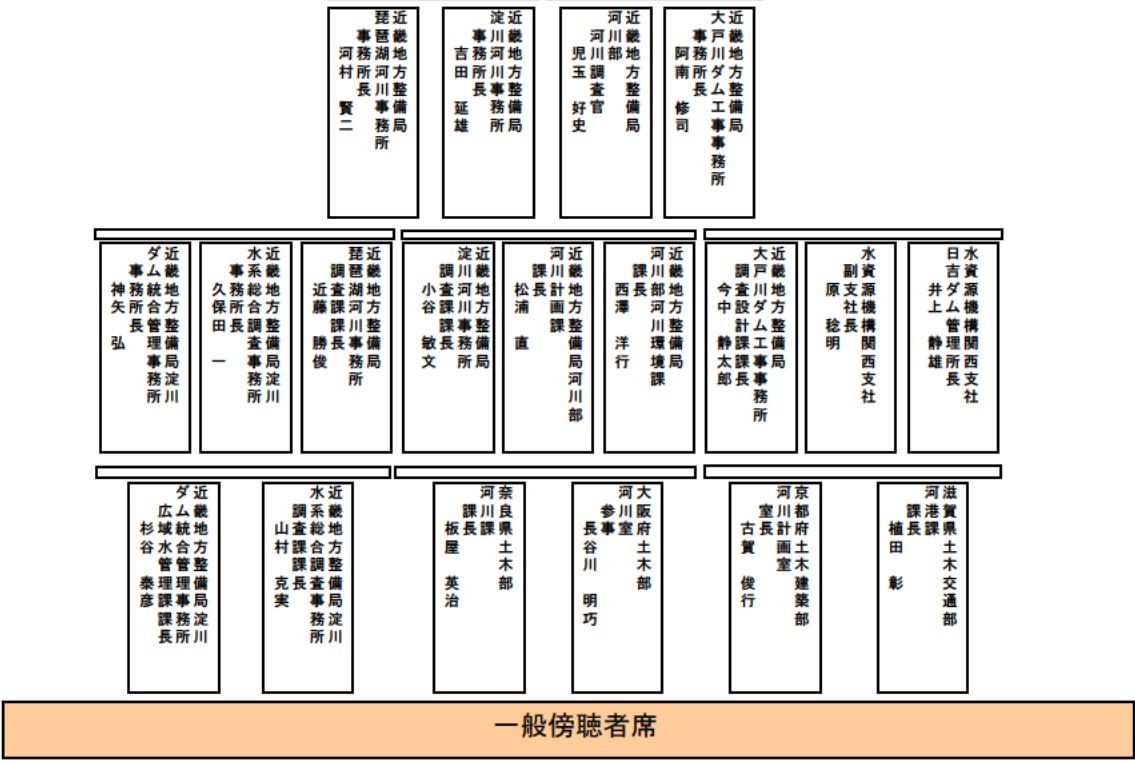 近畿地方整備局
大戸川ダム工事事務所
事務所長
阿南 修司
近畿地方整備局
河川部
河川調査官
児玉 好史
近畿地方整備局
淀川河川事務所
事務所長
吉田 延雄
近畿地方整備局
琵琶湖河川事務所
事務所長
河村 賢二
水資源機構関西支社
日吉ダム管理所長
井上 静雄
水資源機構関西支社
副支社長
原 稔明
近畿地方整備局
大戸川ダム工事事務所
調査設計課課長
今中 静太郎
近畿地方整備局
河川部河川環境課
課長
西澤 洋行
近畿地方整備局河川部
河川計画課
課長
松浦 直
近畿地方整備局
淀川河川事務所
調査課課長
小谷 敏文
近畿地方整備局
琵琶湖河川事務所
調査課課長
近藤 勝俊
近畿地方整備局淀川
水系総合調査事務所
事務所長
久保田 一
近畿地方整備局淀川
ダム統合管理事務所
事務所長
神矢 弘
滋賀県土木交通部
河港課
課長
植田 彰
京都府土木建築部
河川計画室
室長
古賀 俊行
大阪府土木部
河川室
参事
長谷川 明巧
奈良県土木部
河川課
課長
板屋 英治
近畿地方整備局淀川
水系総合調査事務所
調査課課長
山村 克実
近畿地方整備局淀川
ダム統合管理事務所
広域水管理課課長
杉谷 泰彦
一般傍聴者席